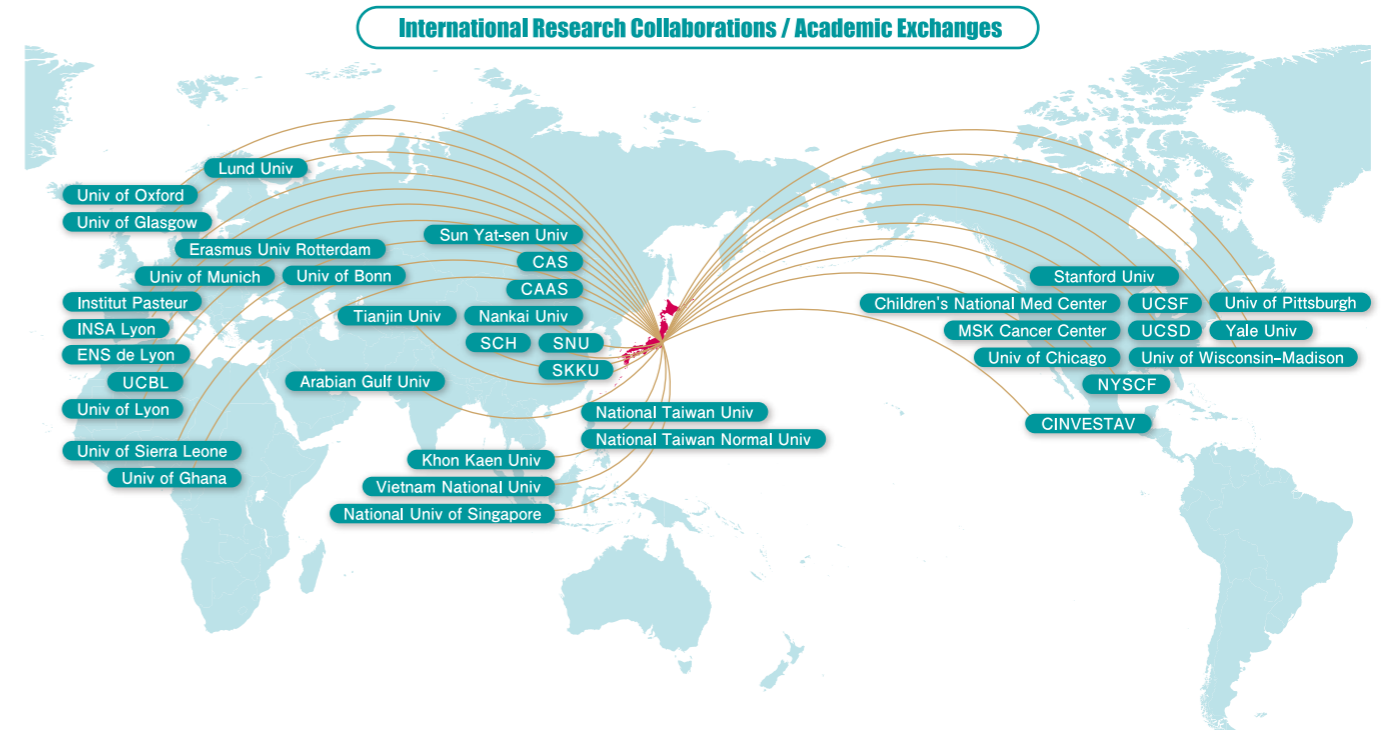 International Research Collaborations / Academic Exchanges
Lund Univ
Univ of Oxford
Univ of Glasgow
Erasmus Univ Rotterdam
Univ of Munich
Univ of Bonn
Institut Pasteur
INSA Lyon
ENS de Lyon
UCBL
Univ of Lyon
Univ of Sierra Leone
Univ of Ghana
Sun Yat-sen Univ
CAS
CAAS
Tianjin Univ
Nankai Univ
SCH
SNU
SKKU
Arabian Gulf Univ
National Taiwan Univ
National Taiwan Normal Univ
Khon Kaen Univ
Vietnam National Univ
National Univ of Singapore
Stanford Univ
Children's National Med Center
UCSF
Univ of Pittsburgh
MSK Cancer Center
UCSD
Yale Univ
Univ of Chicago
Univ of Wisconsin–Madison
NYSCF
CINVESTAV